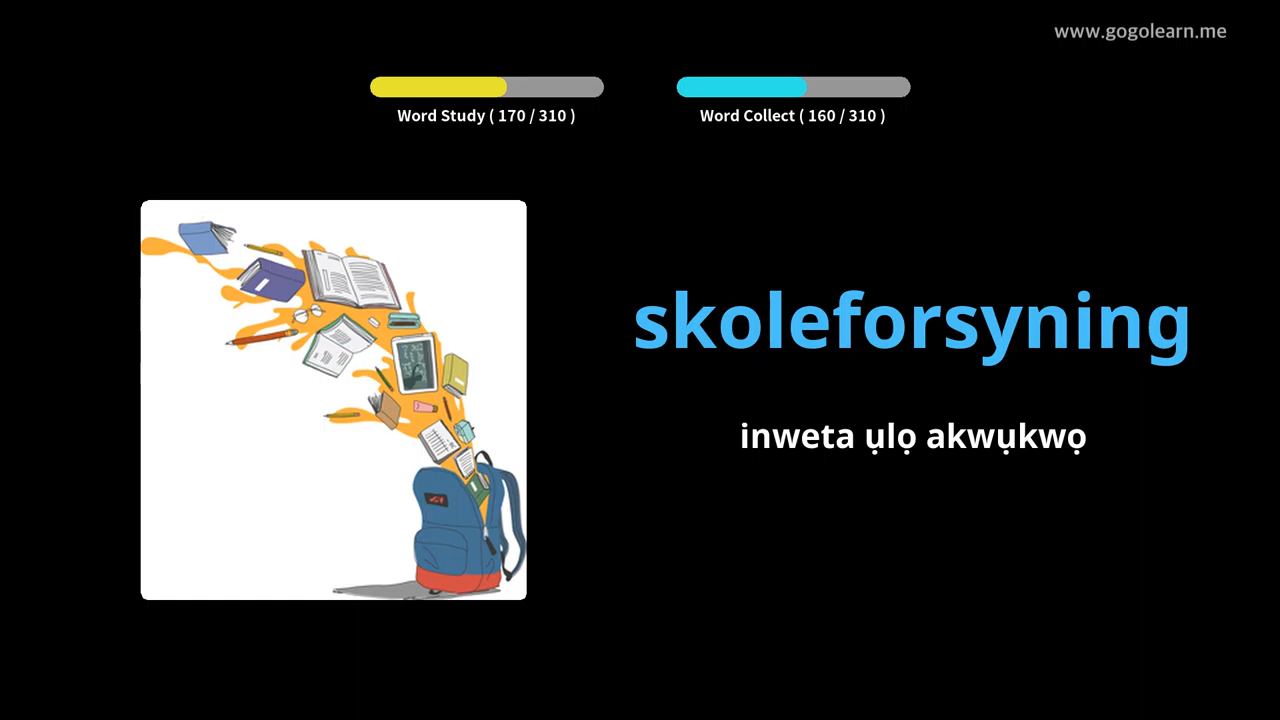 www.gogolearn.me
Word Study ( 170 / 310 )
Word Collect ( 160 / 310 )
skoleforsyning
inweta ụlọ akwụkwọ